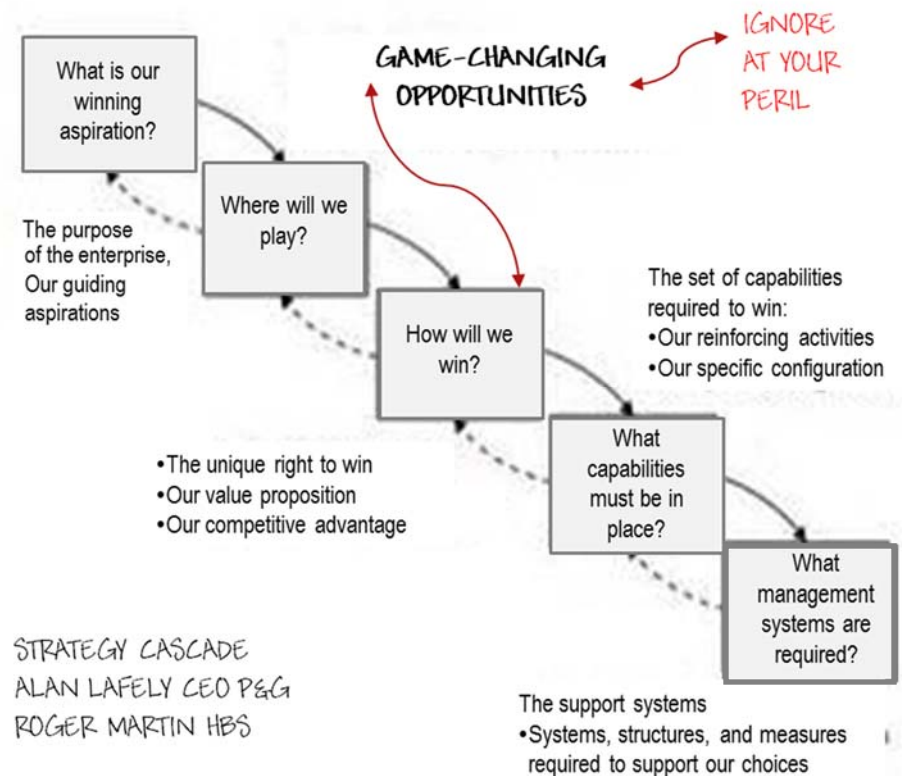 What is our
winning
aspiration?
GAME-CHANGING
OPPORTUNITIES
IGNORE
AT YOUR
PERIL
Where will we
play?
The purpose
of the enterprise,
Our guiding
aspirations
How will we
win?
The set of capabilities
required to win:
•Our reinforcing activities
•Our specific configuration
•The unique right to win
•Our value proposition
•Our competitive advantage
What
capabilities
must be in
place?
What
management
systems are
required?
STRATEGY CASCADE
ALAN LAFELY CEO P&G
ROGER MARTIN HBS
The support systems
•Systems, structures, and measures
required to support our choices